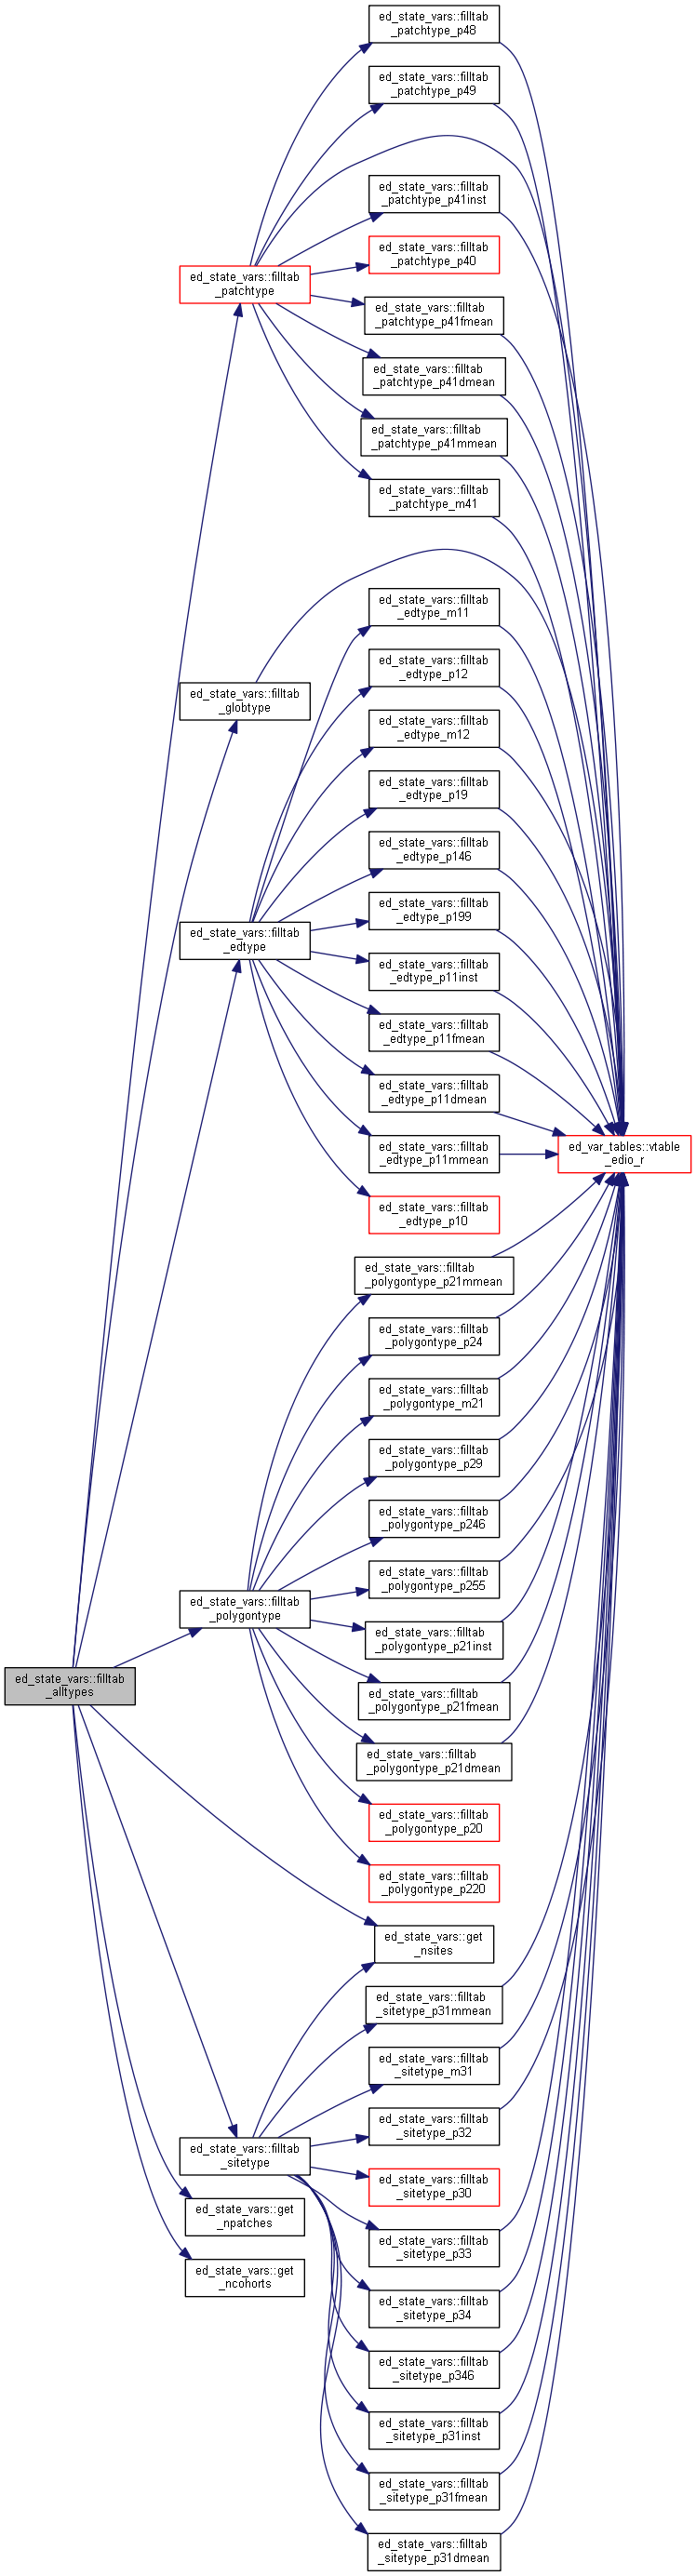 ed_state_vars::filltab
_patchtype_p48
ed_state_vars::filltab
_patchtype_p49
ed_state_vars::filltab
_patchtype_p41inst
ed_state_vars::filltab
_patchtype_p40
ed_state_vars::filltab
_patchtype
ed_state_vars::filltab
_patchtype_p41fmean
ed_state_vars::filltab
_patchtype_p41dmean
ed_state_vars::filltab
_patchtype_p41mmean
ed_state_vars::filltab
_patchtype_m41
ed_state_vars::filltab
_edtype_m11
ed_state_vars::filltab
_edtype_p12
ed_state_vars::filltab
_globtype
ed_state_vars::filltab
_edtype_m12
ed_state_vars::filltab
_edtype_p19
ed_state_vars::filltab
_edtype_p146
ed_state_vars::filltab
_edtype_p199
ed_state_vars::filltab
_edtype
ed_state_vars::filltab
_edtype_p11inst
ed_state_vars::filltab
_edtype_p11fmean
ed_state_vars::filltab
_edtype_p11dmean
ed_state_vars::filltab
_edtype_p11mmean
ed_var_tables::vtable
_edio_r
ed_state_vars::filltab
_edtype_p10
ed_state_vars::filltab
_polygontype_p21mmean
ed_state_vars::filltab
_polygontype_p24
ed_state_vars::filltab
_polygontype_m21
ed_state_vars::filltab
_polygontype_p29
ed_state_vars::filltab
_polygontype_p246
ed_state_vars::filltab
_polygontype_p255
ed_state_vars::filltab
_polygontype
ed_state_vars::filltab
_polygontype_p21inst
ed_state_vars::filltab
_alltypes
ed_state_vars::filltab
_polygontype_p21fmean
ed_state_vars::filltab
_polygontype_p21dmean
ed_state_vars::filltab
_polygontype_p20
ed_state_vars::filltab
_polygontype_p220
ed_state_vars::get
_nsites
ed_state_vars::filltab
_sitetype_p31mmean
ed_state_vars::filltab
_sitetype_m31
ed_state_vars::filltab
_sitetype_p32
ed_state_vars::filltab
_sitetype
ed_state_vars::filltab
_sitetype_p30
ed_state_vars::get
_npatches
ed_state_vars::filltab
_sitetype_p33
ed_state_vars::get
_ncohorts
ed_state_vars::filltab
_sitetype_p34
ed_state_vars::filltab
_sitetype_p346
ed_state_vars::filltab
_sitetype_p31inst
ed_state_vars::filltab
_sitetype_p31fmean
ed_state_vars::filltab
_sitetype_p31dmean